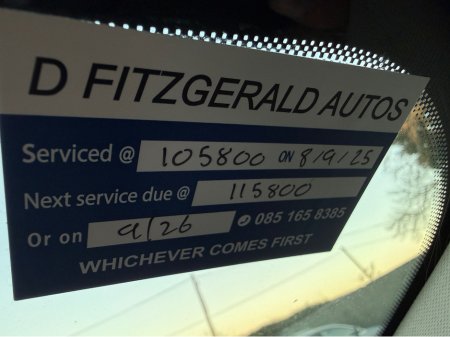 D FITZGERALD AUTOS
Serviced @ 105800 ON 8/9/25
Next service due @ 115800
Or on 9/26 085 165 8385
WHICHEVER COMES FIRST